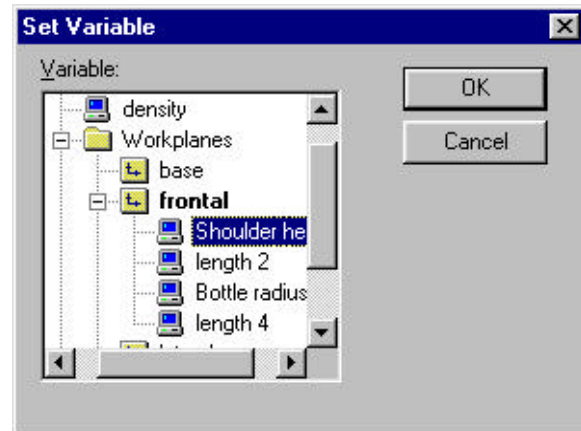 Set Variable
Variable:
OK
density
Workplanes
Cancel
base
frontal
Shoulder he
length 2
Bottle radius
length 4